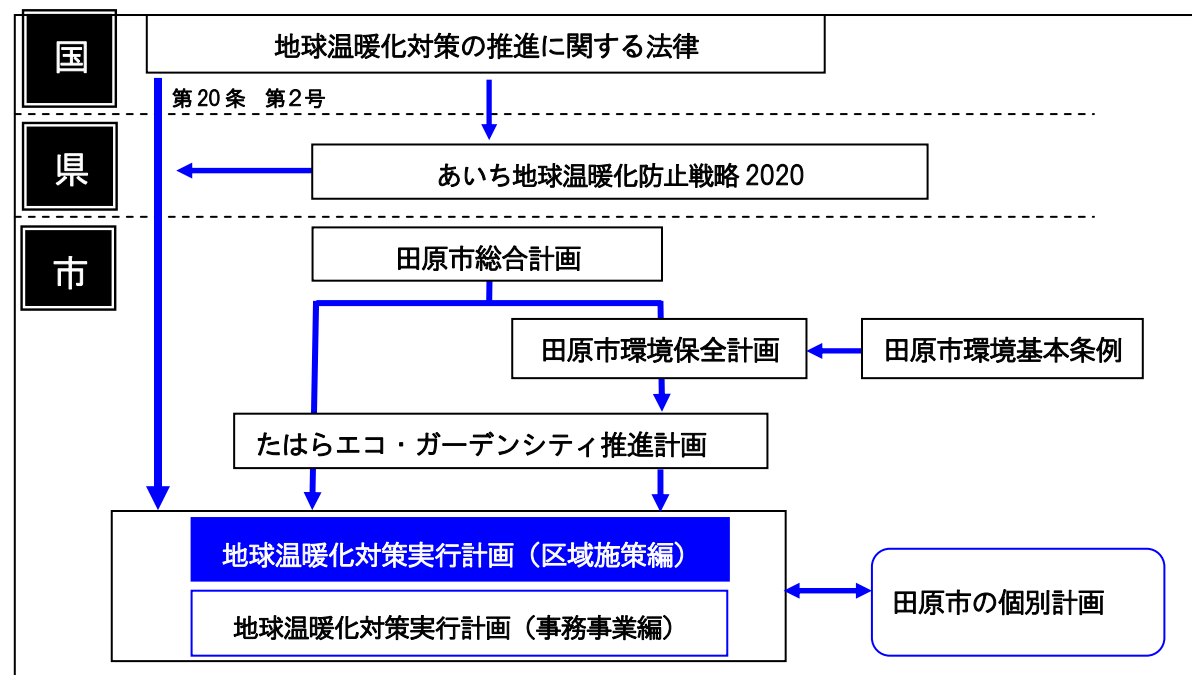 国
地球温暖化対策の推進に関する法律
第20条 第2号
県
あいち地球温暖化防止戦略2020
市
田原市総合計画
田原市環境保全計画
田原市環境基本条例
たはらエコ・ガーデンシティ推進計画
地球温暖化対策実行計画（区域施策編）
地球温暖化対策実行計画（事務事業編）
田原市の個別計画